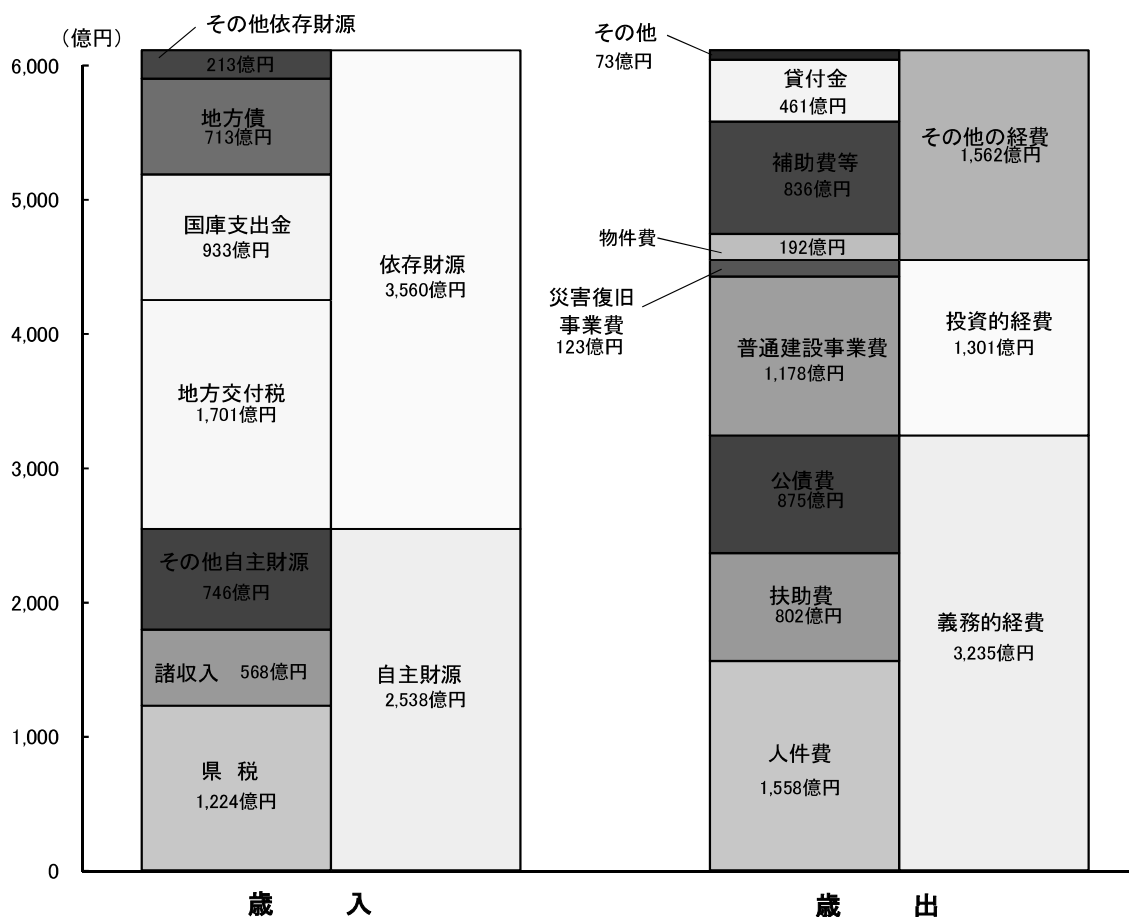 （億円）
6,000
5,000
4,000
3,000
2,000
1,000
0
その他依存財源
213億円
地方債
713億円
国庫支出金
933億円
地方交付税
1,701億円
その他自主財源
746億円
諸収入　568億円
県　税
1,224億円
依存財源
3,560億円
自主財源
2,538億円
歳　入
その他
73億円
貸付金
461億円
補助費等
836億円
物件費
192億円
災害復旧
事業費
123億円
普通建設事業費
1,178億円
公債費
875億円
扶助費
802億円
人件費
1,558億円
その他の経費
1,562億円
投資的経費
1,301億円
義務的経費
3,235億円
歳　出